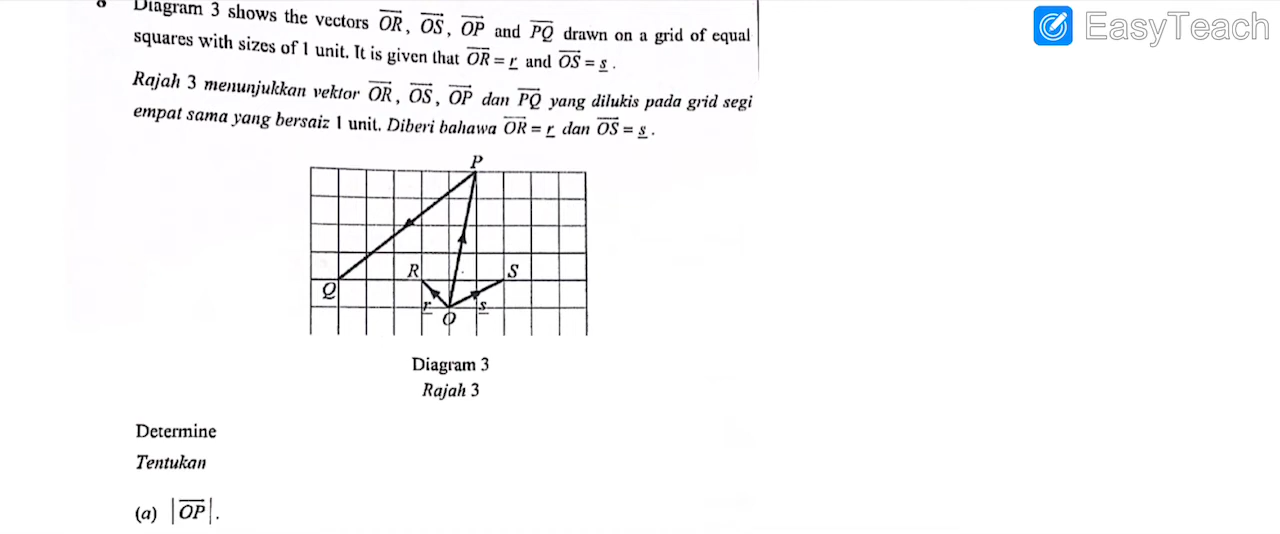 Diagram 3 shows the vectors OR, OS, OP and PQ drawn on a grid of equal
squares with sizes of 1 unit. It is given that OR = r and OS = s.
Rajah 3 menunjukkan vektor OR, OS, OP dan PQ yang dilukis pada grid segi
empat sama yang bersaiz 1 unit. Diberi bahawa OR = r dan OS = s.
EasyTeach
P
R
S
Q
r
s
O
Diagram 3
Rajah 3
Determine
Tentukan
(a) |OP|.